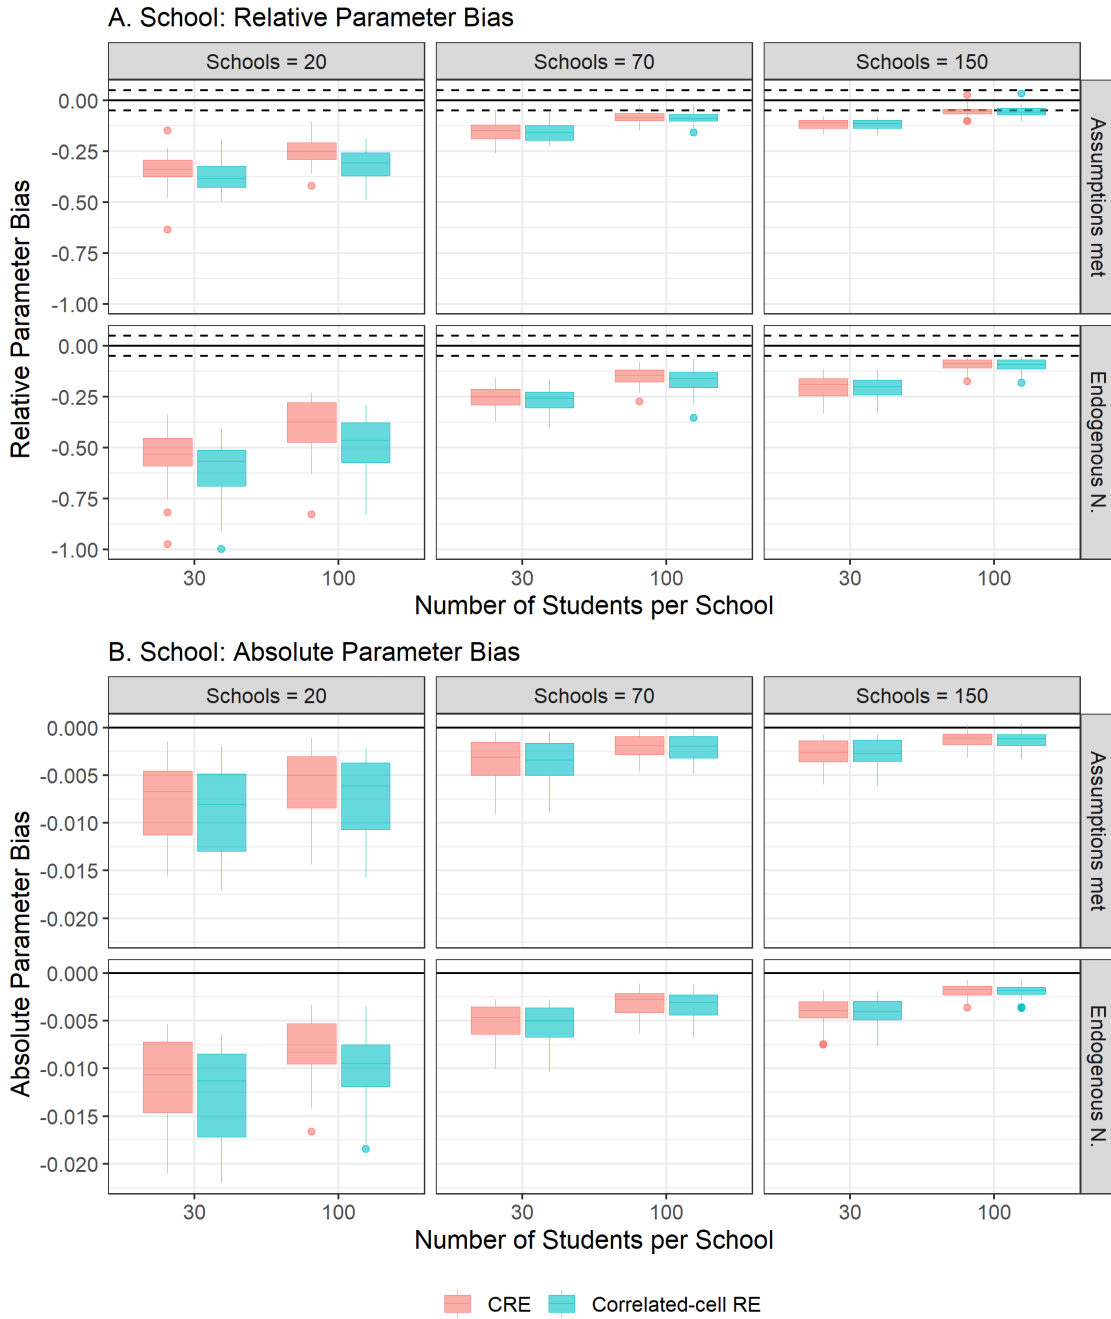 A. School: Relative Parameter Bias
Schools = 20
Schools = 70
Schools = 150
Relative Parameter Bias
0.00
-0.25
-0.50
-0.75
-1.00
Assumptions met
0.00
-0.25
-0.50
-0.75
-1.00
Endogenous N.
30
100
30
100
30
100
Number of Students per School
B. School: Absolute Parameter Bias
Schools = 20
Schools = 70
Schools = 150
Absolute Parameter Bias
0.000
-0.005
-0.010
-0.015
-0.020
Assumptions met
0.000
-0.005
-0.010
-0.015
-0.020
Endogenous N.
30
100
30
100
30
100
Number of Students per School
CRE
Correlated-cell RE